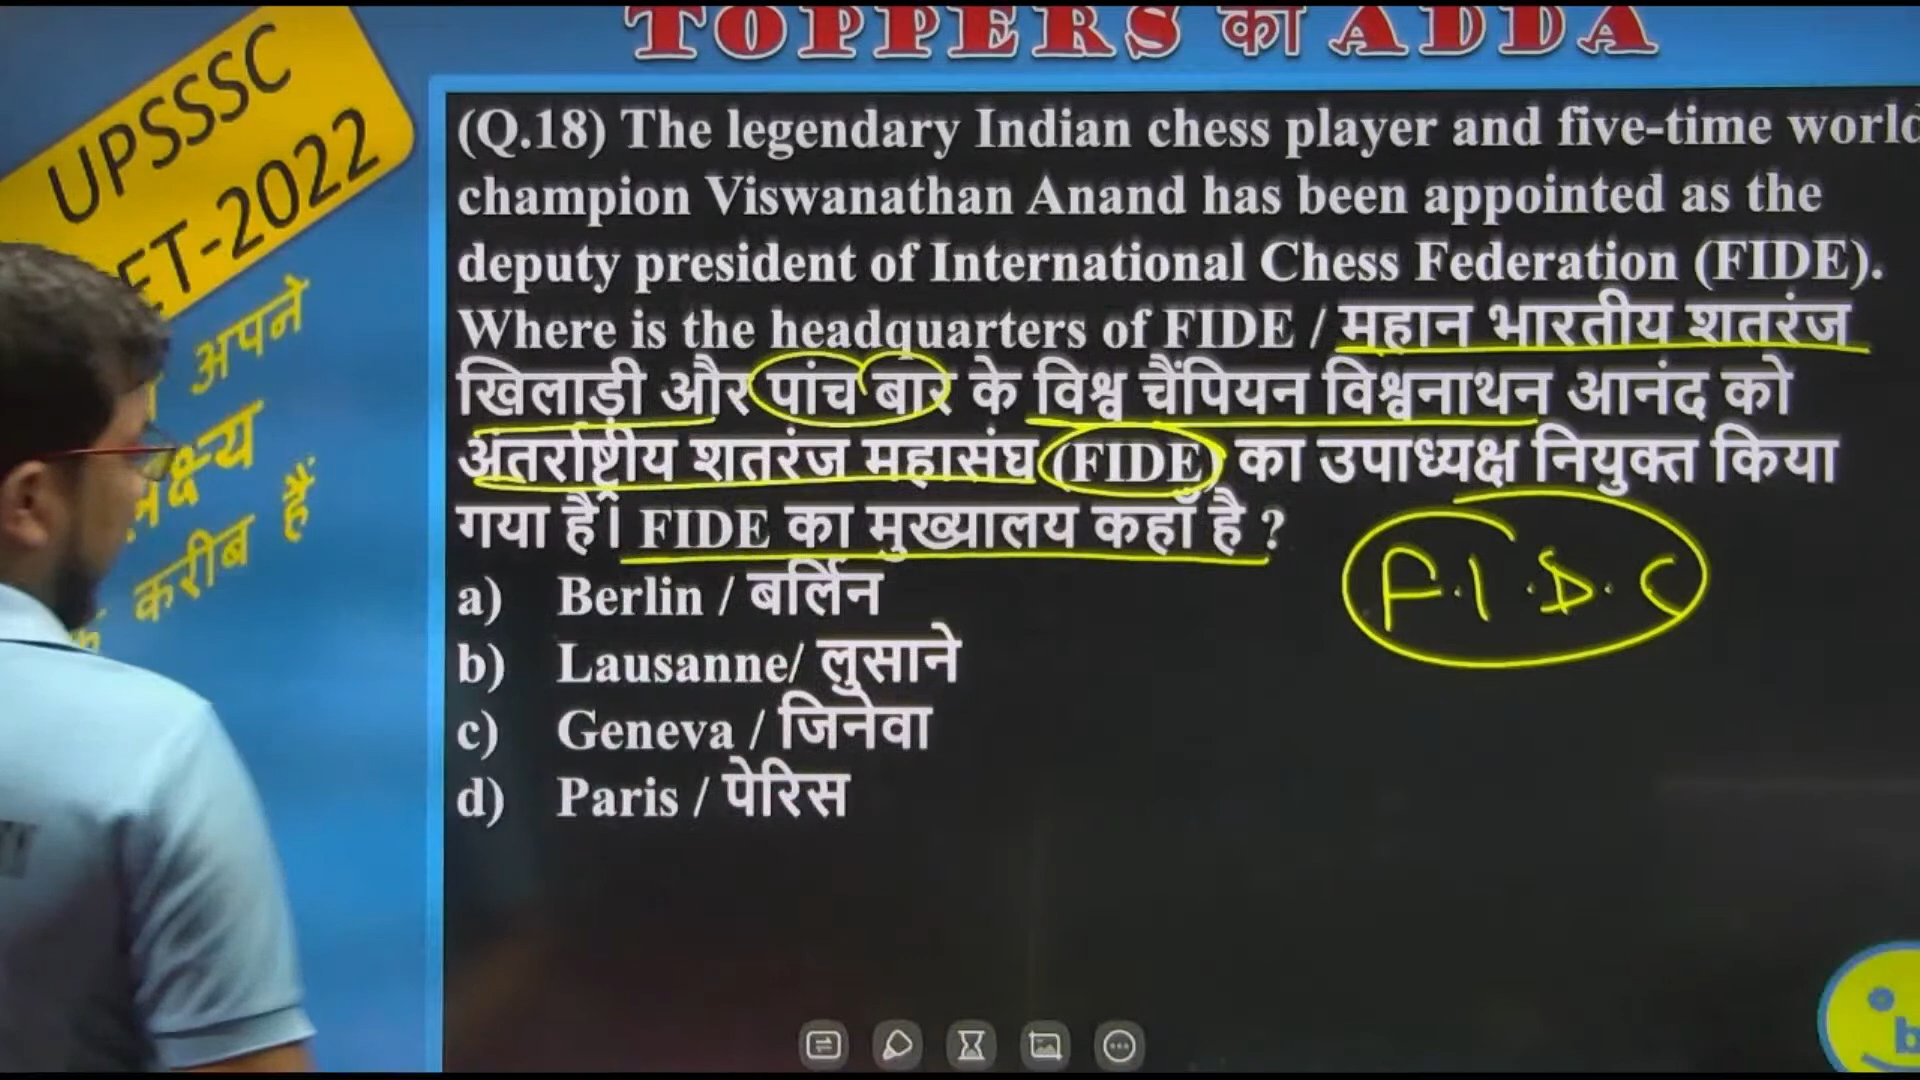 TOPPERS का ADDA
UPSSSC
ET-2022
अपने
लक्ष्य
करीब हैं
(Q.18) The legendary Indian chess player and five-time world
champion Viswanathan Anand has been appointed as the
deputy president of International Chess Federation (FIDE).
Where is the headquarters of FIDE / महान भारतीय शतरंज
खिलाड़ी और पांच बार के विश्व चैंपियन विश्वनाथन आनंद को
अंतर्राष्ट्रीय शतरंज महासंघ (FIDE) का उपाध्यक्ष नियुक्त किया
गया है। FIDE का मुख्यालय कहाँ है ?
F.I.D.C
a) Berlin / बर्लिन
b) Lausanne/ लुसाने
c) Geneva / जिनेवा
d) Paris / पेरिस
b